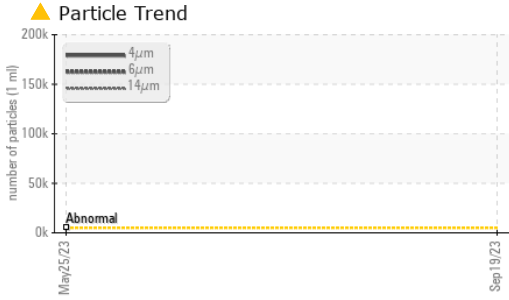 Particle Trend
200k
150k
100k
50k
0k
number of particles (1 ml)
4µm
6µm
14µm
Abnormal
May25/23
Sep19/23